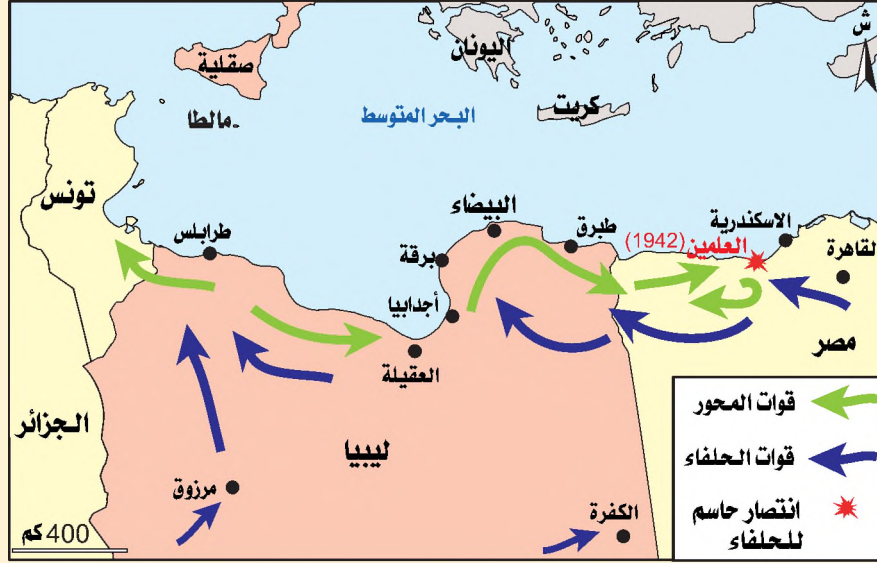 ش
اليونان
صقلية
كريت
مالطا
البحر المتوسط
تونس
البيضاء
طبرق
الاسكندرية
طرابلس
العلمين(1942)
القاهرة
برقة
أجدابيا
مصر
العقيلة
الجزائر
ليبيا
مرزوق
الكفرة
400 كم
قوات المحور
قوات الحلفاء
انتصار حاسم
للحلفاء